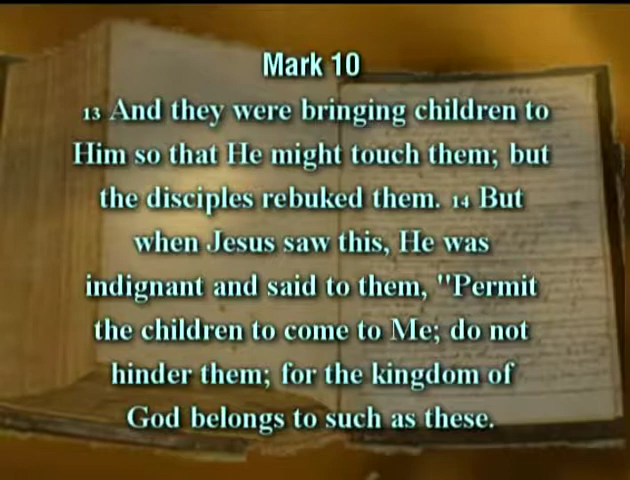 Mark 10
13 And they were bringing children to
Him so that He might touch them; but
the disciples rebuked them. 14 But
when Jesus saw this, He was
indignant and said to them, "Permit
the children to come to Me; do not
hinder them; for the kingdom of
God belongs to such as these.